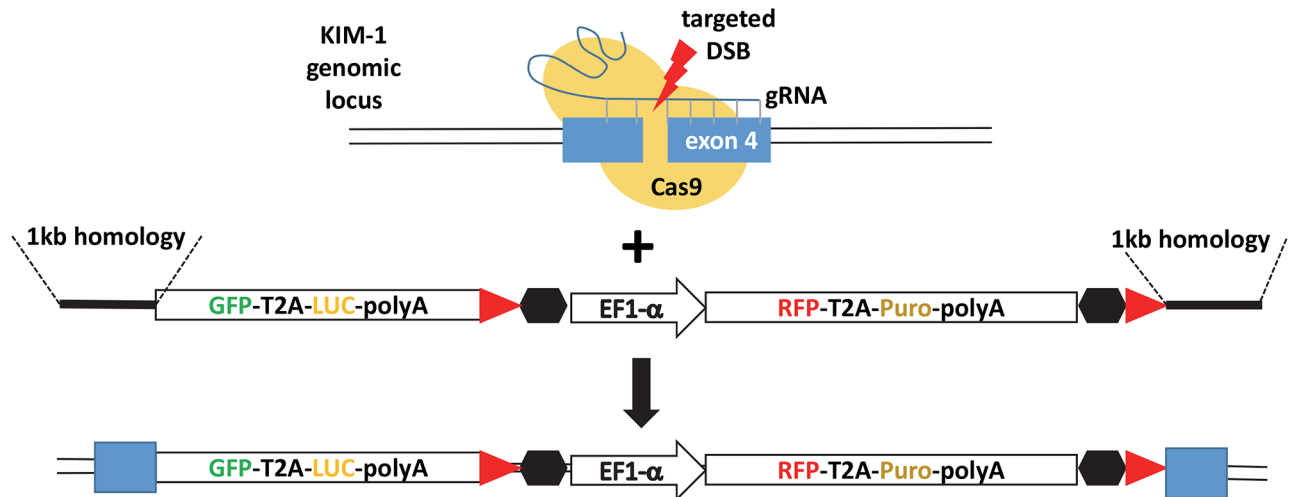 KIM-1
genomic
locus
targeted
DSB
gRNA
exon 4
Cas9
+
1kb homology
1kb homology
GFP-T2A-LUC-polyA
EF1-α
RFP-T2A-Puro-polyA
GFP-T2A-LUC-polyA
EF1-α
RFP-T2A-Puro-polyA